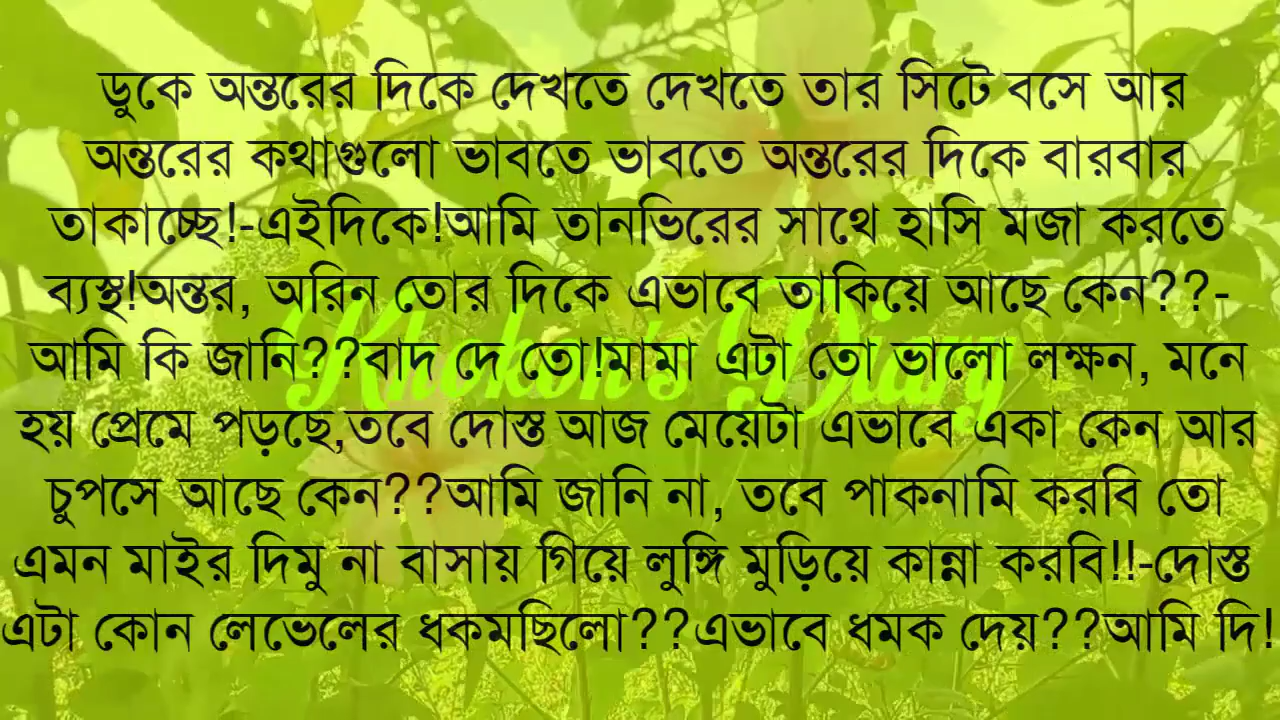 ডুকে অন্তরের দিকে দেখতে দেখতে তার সিটে বসে আর
অন্তরের কথাগুলো ভাবতে ভাবতে অন্তরের দিকে বারবার
তাকাচ্ছে!-এইদিকে!আমি তানভিরের সাথে হাসি মজা করতে
ব্যস্থ!অন্তর, অরিন তোর দিকে এভাবে তাকিয়ে আছে কেন??-
আমি কি জানি??বাদ দে তো!মামা এটা তো ভালো লক্ষন, মনে
Khokon's Diary
হয় প্রেমে পড়ছে,তবে দোস্ত আজ মেয়েটা এভাবে একা কেন আর
চুপসে আছে কেন??আমি জানি না, তবে পাকনামি করবি তো
এমন মাইর দিমু না বাসায় গিয়ে লুঙ্গি মুড়িয়ে কান্না করবি!!-দোস্ত
এটা কোন লেভেলের ধকমছিলো??এভাবে ধমক দেয়??আমি দি!